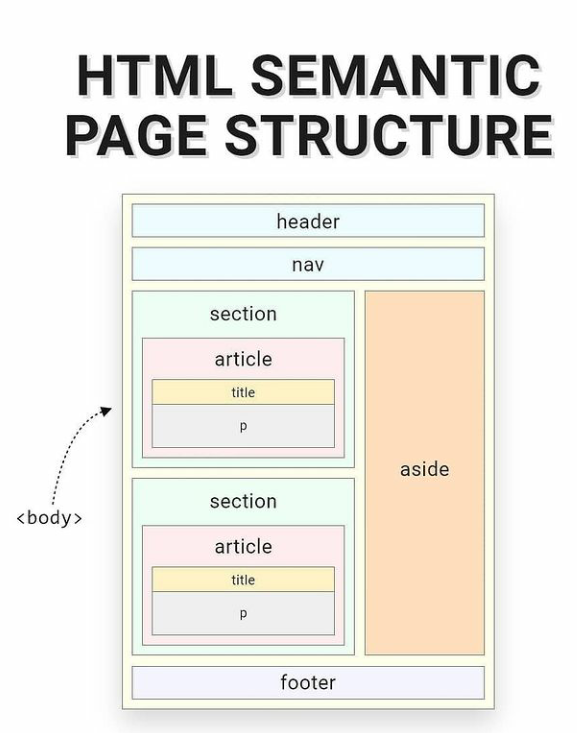 HTML SEMANTIC
PAGE STRUCTURE
header
nav
section
article
title
p
aside
<body>
section
article
title
p
footer